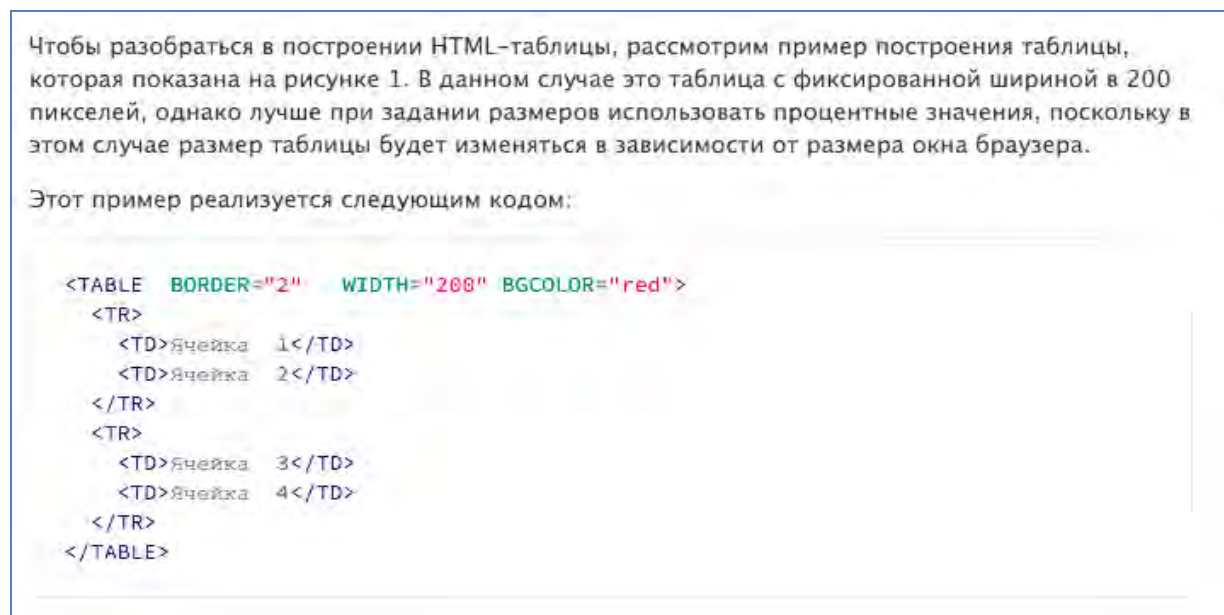 Чтобы разобраться в построении HTML-таблицы, рассмотрим пример построения таблицы,
которая показана на рисунке 1. В данном случае это таблица с фиксированной шириной в 200
пикселей, однако лучше при задании размеров использовать процентные значения, поскольку в
этом случае размер таблицы будет изменяться в зависимости от размера окна браузера.
Этот пример реализуется следующим кодом:
<TABLE  BORDER="2"   WIDTH="200" BGCOLOR="red">
  <TR>
    <TD>Ячейка  1</TD>
    <TD>Ячейка  2</TD>
  </TR>
  <TR>
    <TD>Ячейка  3</TD>
    <TD>Ячейка  4</TD>
  </TR>
</TABLE>